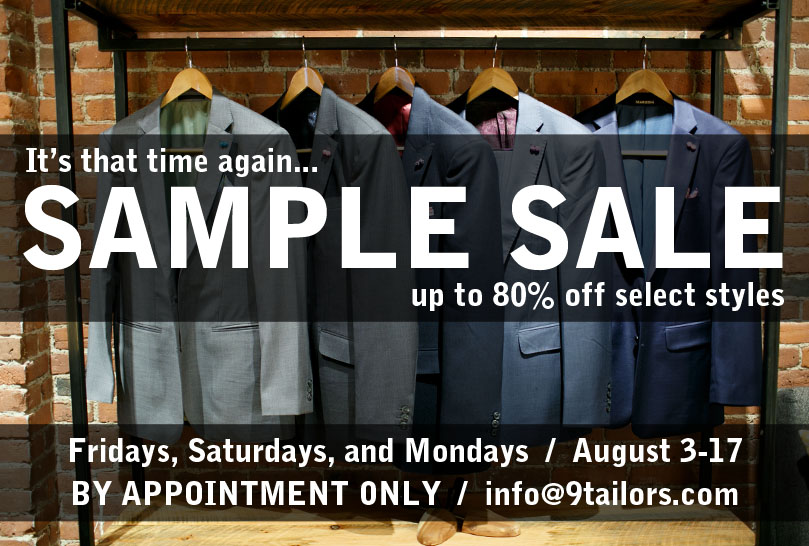 It's that time again...
SAMPLE SALE
up to 80% off select styles
Fridays, Saturdays, and Mondays / August 3-17
BY APPOINTMENT ONLY / info@9tailors.com